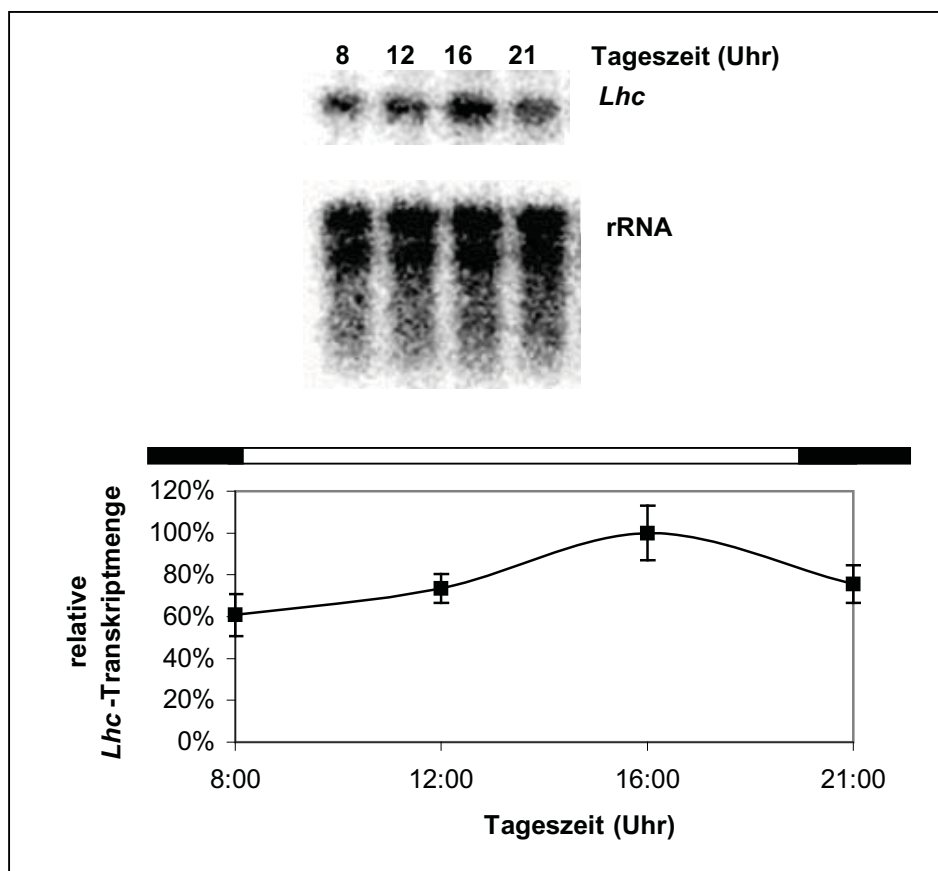 8 12 16 21 Tageszeit (Uhr)
Lhc
rRNA
relative
Lhc -Transkriptmenge
120%
100%
80%
60%
40%
20%
0%
8:00 12:00 16:00 21:00
Tageszeit (Uhr)